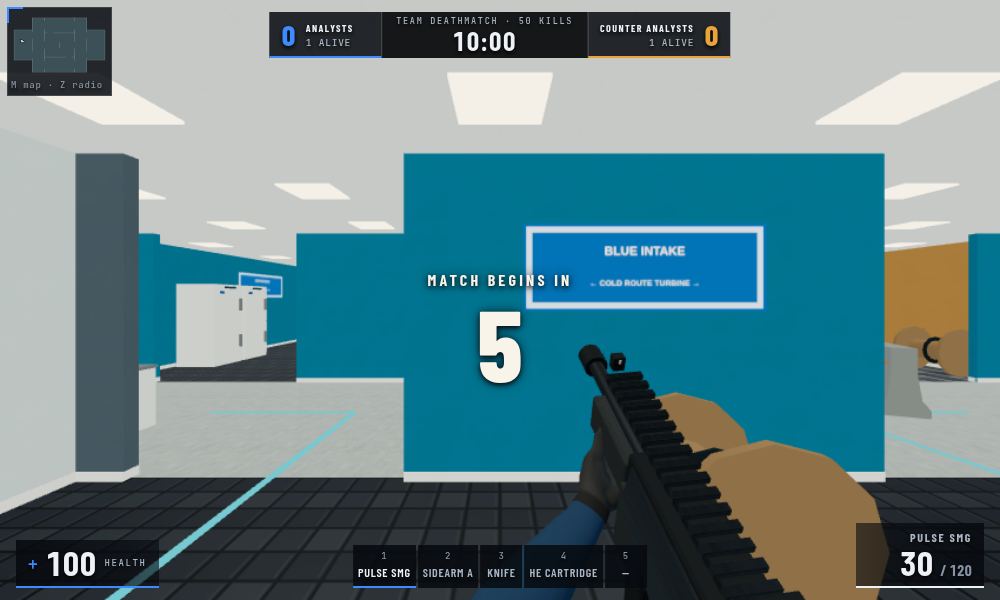 M map · Z radio
0 ANALYSTS
1 ALIVE
TEAM DEATHMATCH · 50 KILLS
10:00
COUNTER ANALYSTS 0
1 ALIVE
BLUE INTAKE
← COLD ROUTE TURBINE →
MATCH BEGINS IN
5
+ 100 HEALTH
1
PULSE SMG
2
SIDEARM A
3
KNIFE
4
HE CARTRIDGE
5
—
PULSE SMG
30 / 120